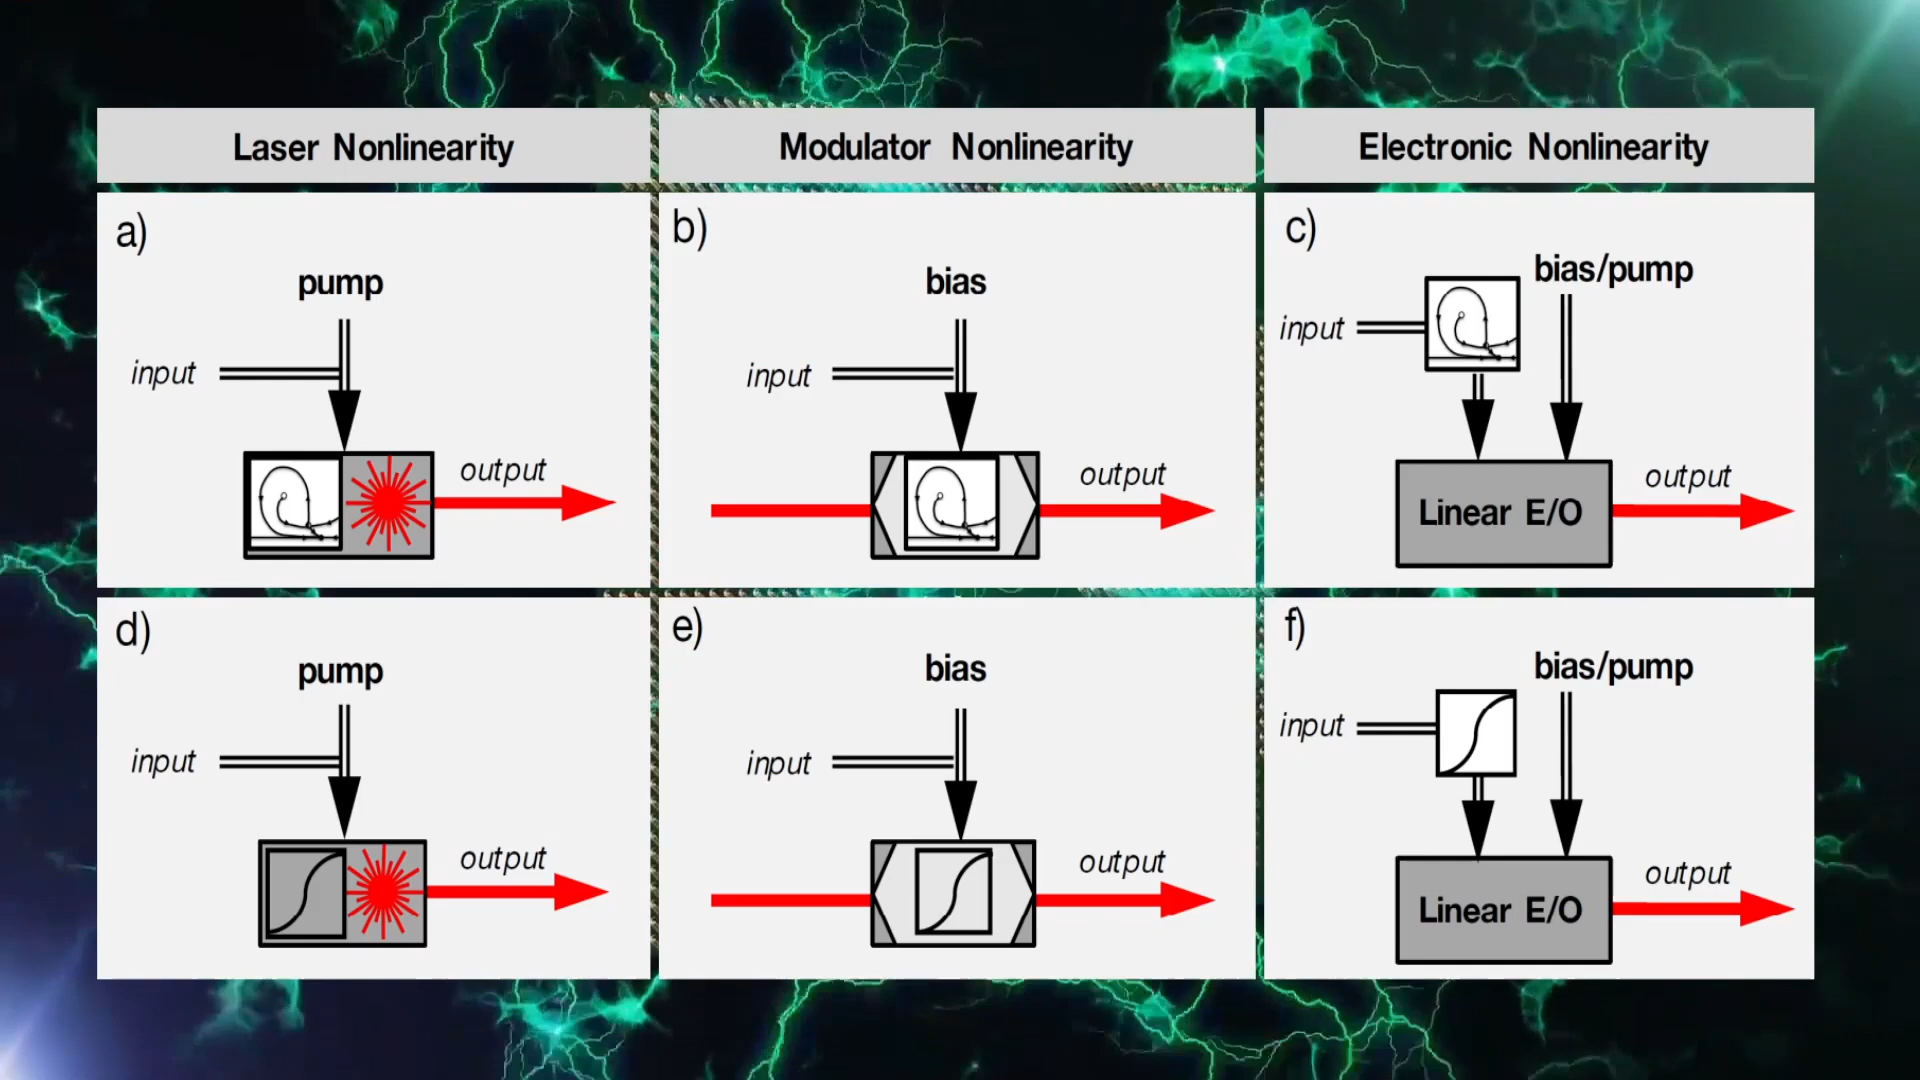 Laser Nonlinearity
Modulator Nonlinearity
Electronic Nonlinearity
a)
pump
input
output
b)
bias
input
output
c)
bias/pump
input
output
Linear E/O
d)
pump
input
output
e)
bias
input
output
f)
bias/pump
input
output
Linear E/O